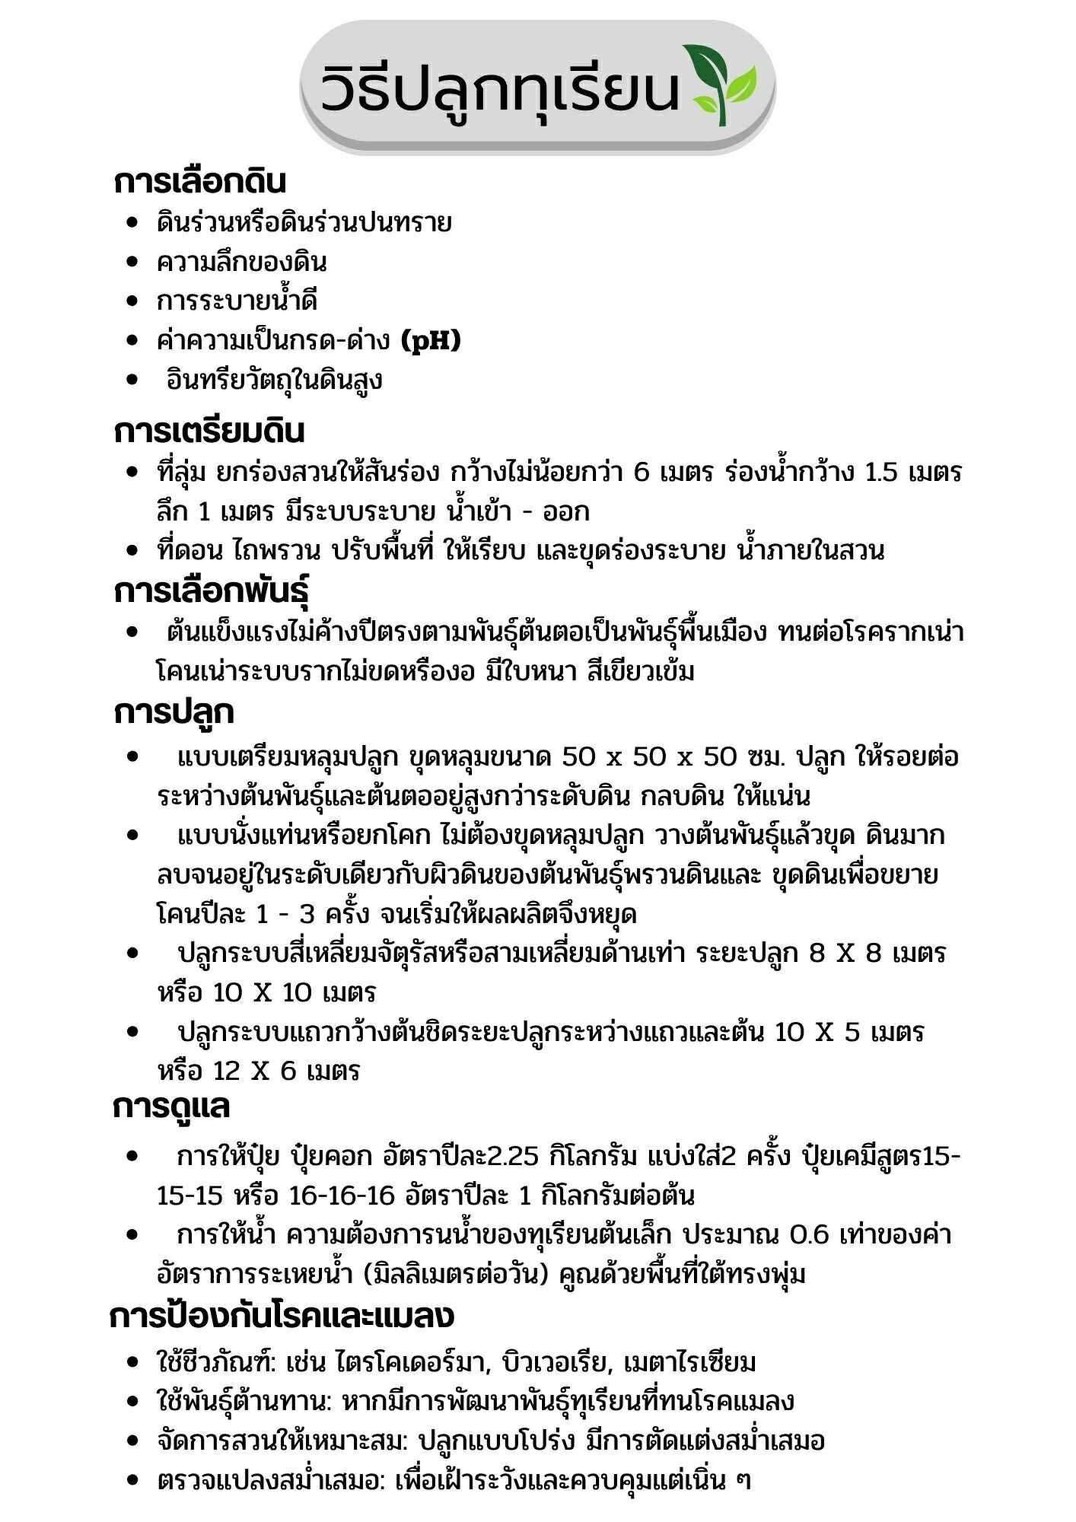 วิธีปลูกทุเรียน
การเลือกดิน
• ดินร่วนหรือดินร่วนปนทราย
• ความลึกของดิน
• การระบายน้ำดี
• ค่าความเป็นกรด-ด่าง (pH)
• อินทรียวัตถุในดินสูง
การเตรียมดิน
• ที่ลุ่ม ยกร่องสวนให้สันร่อง กว้างไม่น้อยกว่า 6 เมตร ร่องน้ำกว้าง 1.5 เมตร
ลึก 1 เมตร มีระบบระบาย น้ำเข้า - ออก
• ที่ดอน ไถพรวน ปรับพื้นที่ ให้เรียบ และขุดร่องระบาย น้ำภายในสวน
การเลือกพันธุ์
• ต้นแข็งแรงไม่ค้างปีตรงตามพันธุ์ต้นตอเป็นพันธุ์พื้นเมือง ทนต่อโรครากเน่า
โคนเน่าระบบรากไม่ขดหรืองอ มีใบหนา สีเขียวเข้ม
การปลูก
• แบบเตรียมหลุมปลูก ขุดหลุมขนาด 50 x 50 x 50 ซม. ปลูก ให้รอยต่อ
ระหว่างต้นพันธุ์และต้นตออยู่สูงกว่าระดับดิน กลบดิน ให้แน่น
• แบบนั่งแท่นหรือยกโคก ไม่ต้องขุดหลุมปลูก วางต้นพันธุ์แล้วขุด ดินมาก
ลบจนอยู่ในระดับเดียวกับผิวดินของต้นพันธุ์พรวนดินและ ขุดดินเพื่อขยาย
โคนปีละ 1 - 3 ครั้ง จนเริ่มให้ผลผลิตจึงหยุด
• ปลูกระบบสี่เหลี่ยมจัตุรัสหรือสามเหลี่ยมด้านเท่า ระยะปลูก 8 X 8 เมตร
หรือ 10 X 10 เมตร
• ปลูกระบบแถวกว้างต้นชิดระยะปลูกระหว่างแถวและต้น 10 X 5 เมตร
หรือ 12 X 6 เมตร
การดูแล
• การให้ปุ๋ย ปุ๋ยคอก อัตราปีละ2.25 กิโลกรัม แบ่งใส่2 ครั้ง ปุ๋ยเคมีสูตร15-
15-15 หรือ 16-16-16 อัตราปีละ 1 กิโลกรัมต่อต้น
• การให้น้ำ ความต้องการนน้ำของทุเรียนต้นเล็ก ประมาณ 0.6 เท่าของค่า
อัตราการระเหยน้ำ (มิลลิเมตรต่อวัน) คูณด้วยพื้นที่ใต้ทรงพุ่ม
การป้องกันโรคและแมลง
• ใช้ชีวภัณฑ์: เช่น ไตรโคเดอร์มา, บิวเวอเรีย, เมตาไรเซียม
• ใช้พันธุ์ต้านทาน: หากมีการพัฒนาพันธุ์ทุเรียนที่ทนโรคแมลง
• จัดการสวนให้เหมาะสม: ปลูกแบบโปร่ง มีการตัดแต่งสม่ำเสมอ
• ตรวจแปลงสม่ำเสมอ: เพื่อเฝ้าระวังและควบคุมแต่เนิ่น ๆ